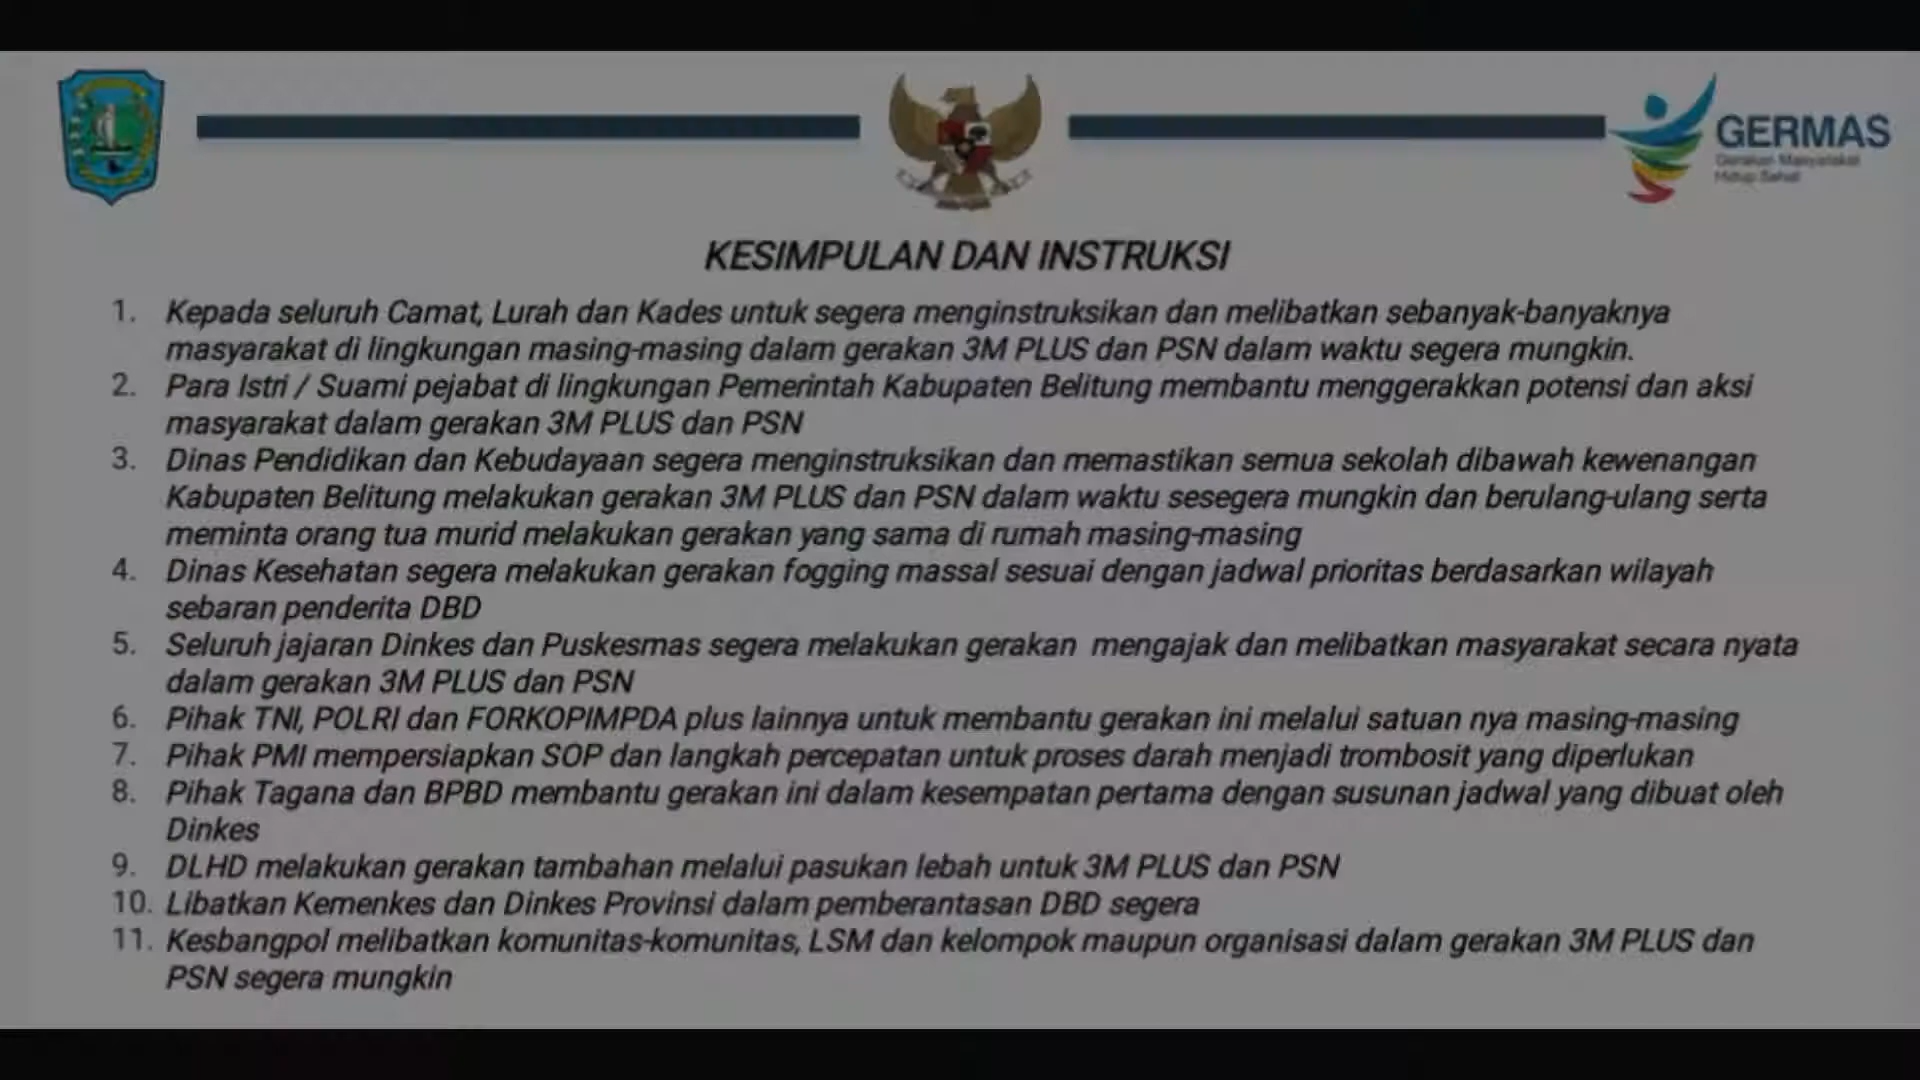 GERMAS
Gerakan Masyarakat
Hidup Sehat
KESIMPULAN DAN INSTRUKSI
1. Kepada seluruh Camat, Lurah dan Kades untuk segera menginstruksikan dan melibatkan sebanyak-banyaknya
masyarakat di lingkungan masing-masing dalam gerakan 3M PLUS dan PSN dalam waktu segera mungkin.
2. Para Istri / Suami pejabat di lingkungan Pemerintah Kabupaten Belitung membantu menggerakkan potensi dan aksi
masyarakat dalam gerakan 3M PLUS dan PSN
3. Dinas Pendidikan dan Kebudayaan segera menginstruksikan dan memastikan semua sekolah dibawah kewenangan
Kabupaten Belitung melakukan gerakan 3M PLUS dan PSN dalam waktu sesegera mungkin dan berulang-ulang serta
meminta orang tua murid melakukan gerakan yang sama di rumah masing-masing
4. Dinas Kesehatan segera melakukan gerakan fogging massal sesuai dengan jadwal prioritas berdasarkan wilayah
sebaran penderita DBD
5. Seluruh jajaran Dinkes dan Puskesmas segera melakukan gerakan mengajak dan melibatkan masyarakat secara nyata
dalam gerakan 3M PLUS dan PSN
6. Pihak TNI, POLRI dan FORKOPIMPDA plus lainnya untuk membantu gerakan ini melalui satuan nya masing-masing
7. Pihak PMI mempersiapkan SOP dan langkah percepatan untuk proses darah menjadi trombosit yang diperlukan
8. Pihak Tagana dan BPBD membantu gerakan ini dalam kesempatan pertama dengan susunan jadwal yang dibuat oleh
Dinkes
9. DLHD melakukan gerakan tambahan melalui pasukan lebah untuk 3M PLUS dan PSN
10. Libatkan Kemenkes dan Dinkes Provinsi dalam pemberantasan DBD segera
11. Kesbangpol melibatkan komunitas-komunitas, LSM dan kelompok maupun organisasi dalam gerakan 3M PLUS dan
PSN segera mungkin